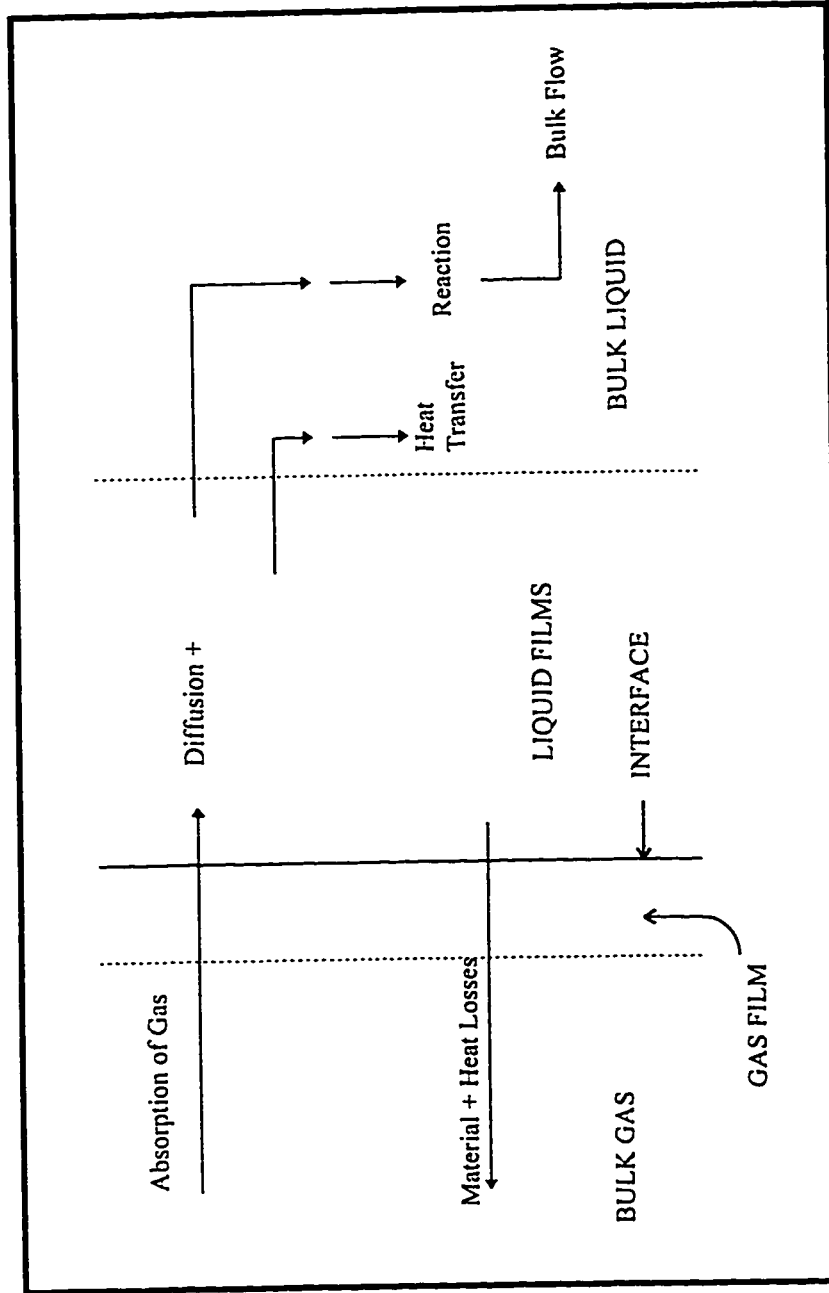 Absorption of Gas
Diffusion +
Material + Heat Losses
Heat
Transfer
Reaction
Bulk Flow
BULK GAS
GAS FILM
INTERFACE
LIQUID FILMS
BULK LIQUID